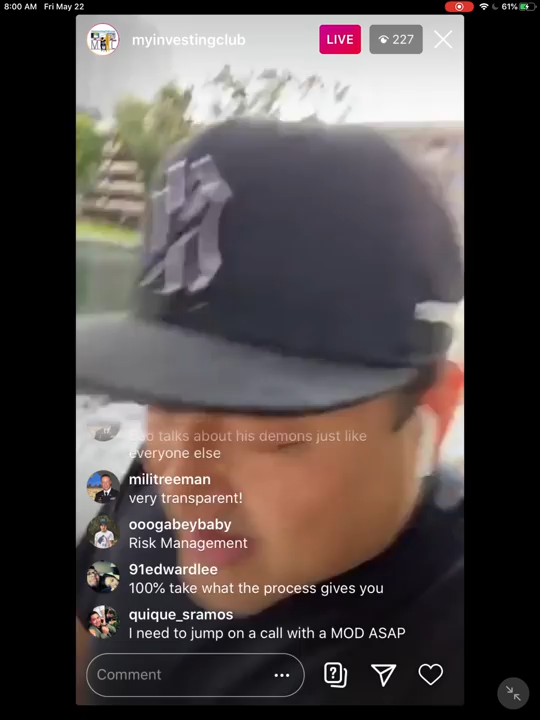 8:00 AM Fri May 22
61%
myinvestingclub
LIVE
227
talks about his demons just like
everyone else
militreeman
very transparent!
ooogabeybaby
Risk Management
91edwardlee
100% take what the process gives you
quique_sramos
I need to jump on a call with a MOD ASAP
Comment